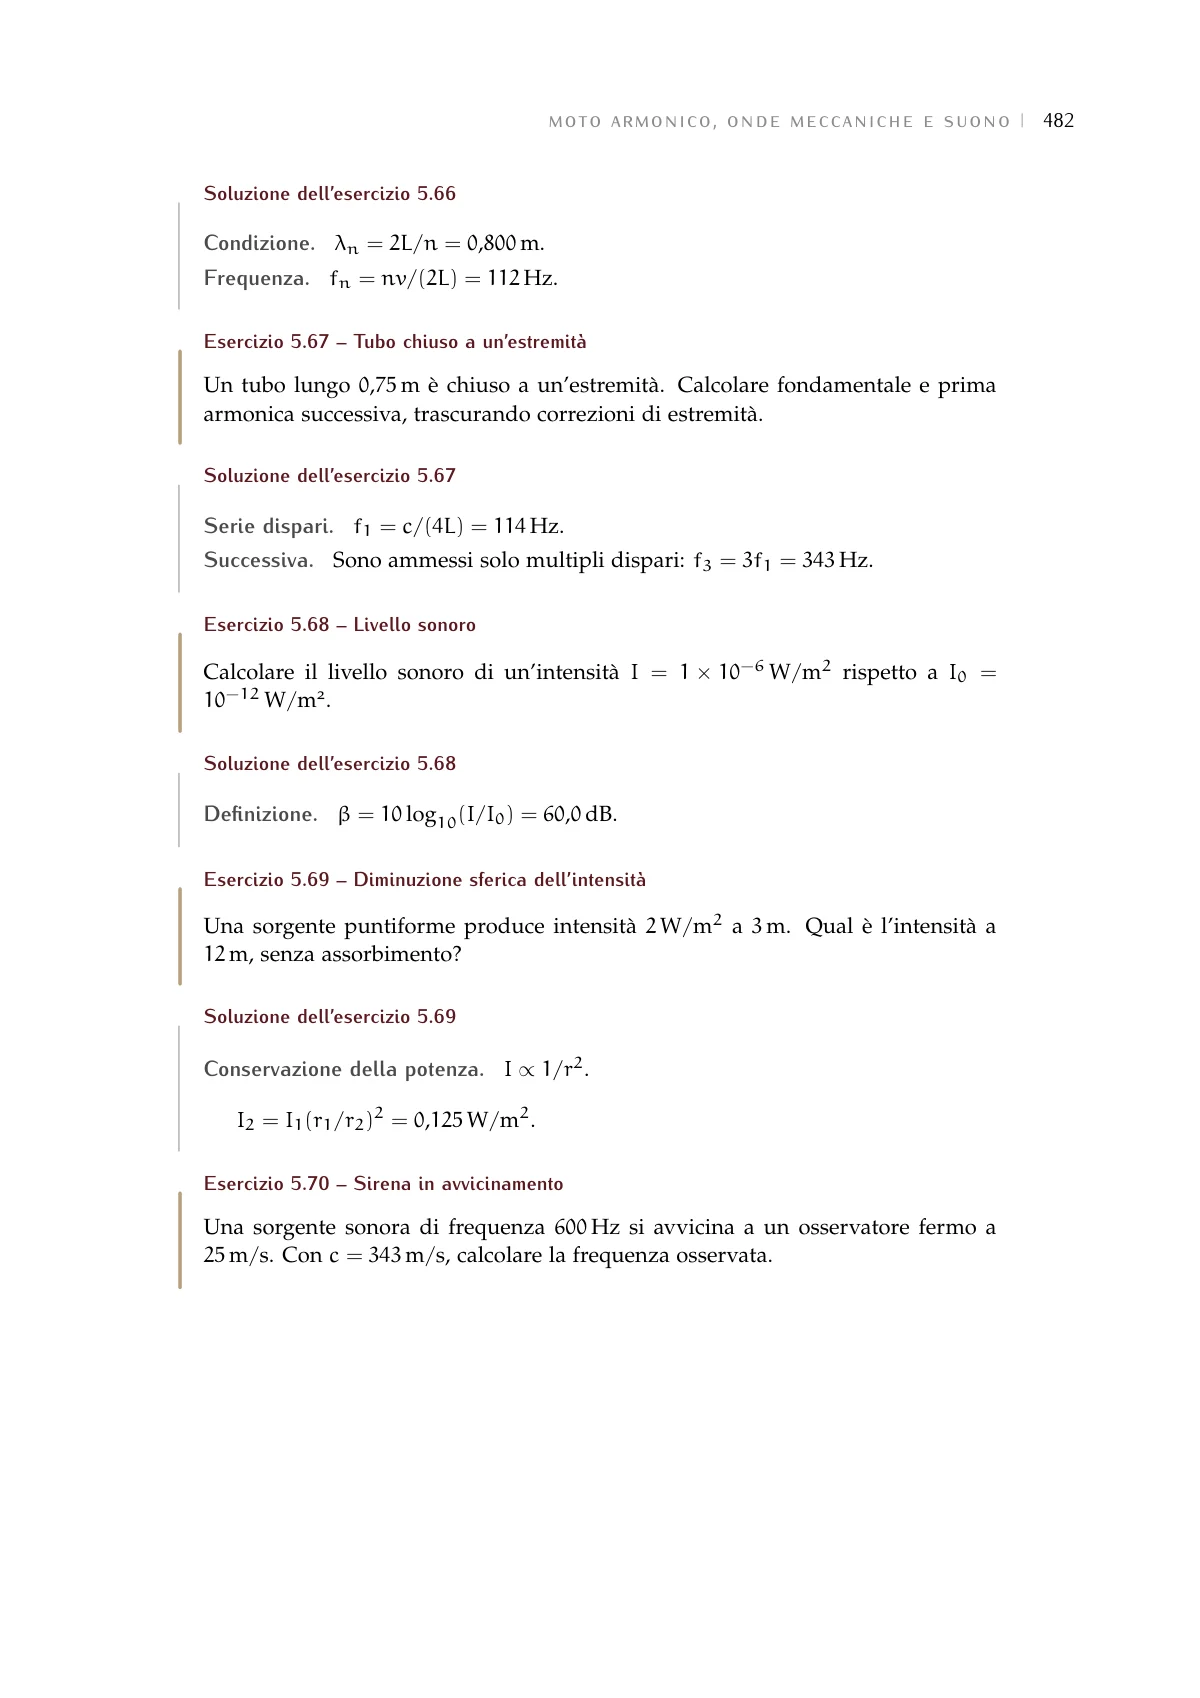 MOTO ARMONICO, ONDE MECCANICHE E SUONO | 482
Soluzione dell'esercizio 5.66
Condizione. λₙ = 2L/n = 0,800 m.
Frequenza. fₙ = nv/(2L) = 112 Hz.
Esercizio 5.67 – Tubo chiuso a un'estremità
Un tubo lungo 0,75 m è chiuso a un'estremità. Calcolare fondamentale e prima
armonica successiva, trascurando correzioni di estremità.
Soluzione dell'esercizio 5.67
Serie dispari. f₁ = c/(4L) = 114 Hz.
Successiva. Sono ammessi solo multipli dispari: f₃ = 3f₁ = 343 Hz.
Esercizio 5.68 – Livello sonoro
Calcolare il livello sonoro di un'intensità I = 1 × 10⁻⁶ W/m² rispetto a I₀ =
10⁻¹² W/m².
Soluzione dell'esercizio 5.68
Definizione. β = 10 log₁₀(I/I₀) = 60,0 dB.
Esercizio 5.69 – Diminuzione sferica dell'intensità
Una sorgente puntiforme produce intensità 2 W/m² a 3 m. Qual è l'intensità a
12 m, senza assorbimento?
Soluzione dell'esercizio 5.69
Conservazione della potenza. I ∝ 1/r².
I₂ = I₁(r₁/r₂)² = 0,125 W/m².
Esercizio 5.70 – Sirena in avvicinamento
Una sorgente sonora di frequenza 600 Hz si avvicina a un osservatore fermo a
25 m/s. Con c = 343 m/s, calcolare la frequenza osservata.